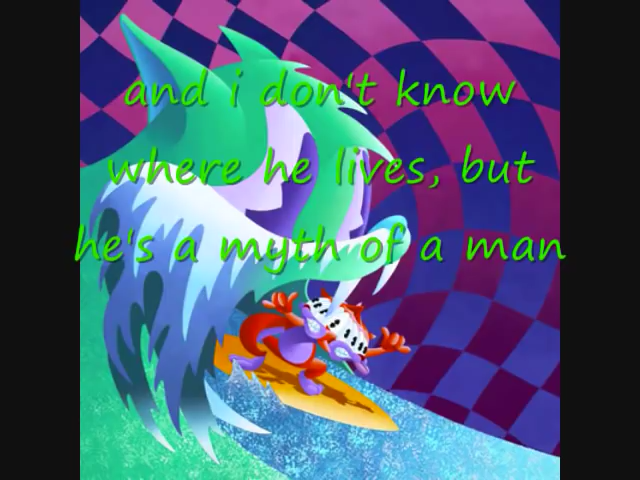 and i don't know
where he lives, but
he's a myth of a man